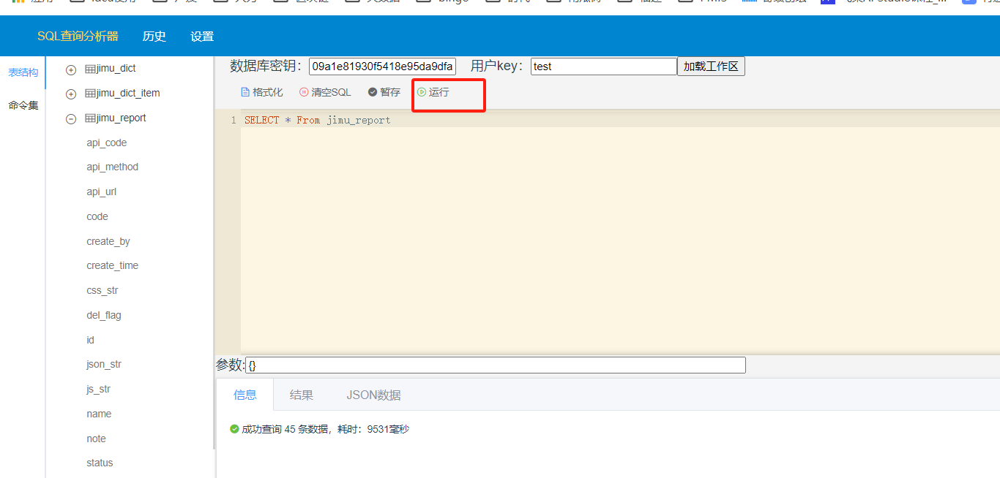 SQL查询分析器 历史 设置
表结构
命令集
jimu_dict
jimu_dict_item
jimu_report
api_code
api_method
api_url
code
create_by
create_time
css_str
del_flag
id
json_str
js_str
name
note
status
数据库密钥： 09a1e81930f5418e95da9dfa 用户key： test 加载工作区
格式化 清空SQL 暂存 运行
1 SELECT * From jimu_report
参数: {}
信息 结果 JSON数据
成功查询 45 条数据，耗时：9531毫秒